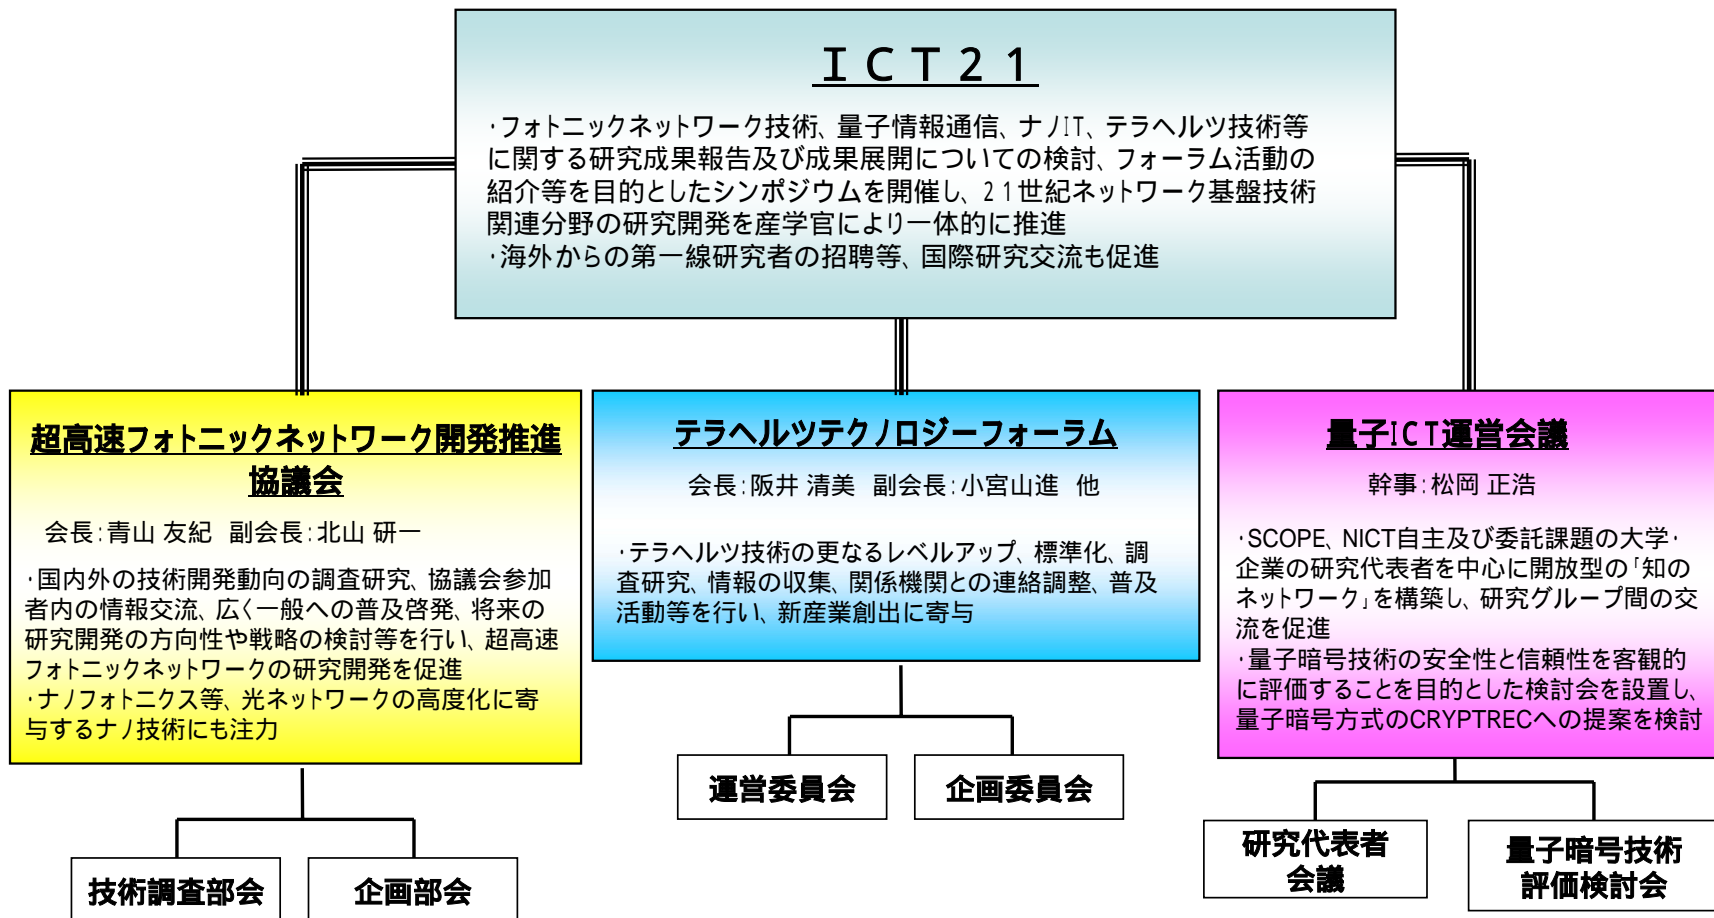 ICT21
・フォトニックネットワーク技術、量子情報通信、ナノIT、テラヘルツ技術等
に関する研究成果報告及び成果展開についての検討、フォーラム活動の
紹介等を目的としたシンポジウムを開催し、21世紀ネットワーク基盤技術
関連分野の研究開発を産学官により一体的に推進
・海外からの第一線研究者の招聘等、国際研究交流も促進
超高速フォトニックネットワーク開発推進
協議会
会長:青山 友紀 副会長:北山 研一
・国内外の技術開発動向の調査研究、協議会参加
者内の情報交流、広く一般への普及啓発、将来の
研究開発の方向性や戦略の検討等を行い、超高速
フォトニックネットワークの研究開発を促進
・ナノフォトニクス等、光ネットワークの高度化に寄
与するナノ技術にも注力
技術調査部会
企画部会
テラヘルツテクノロジーフォーラム
会長:阪井 清美 副会長:小宮山進 他
・テラヘルツ技術の更なるレベルアップ、標準化、調
査研究、情報の収集、関係機関との連絡調整、普及
活動等を行い、新産業創出に寄与
運営委員会
企画委員会
量子ICT運営会議
幹事:松岡 正浩
・SCOPE、NICT自主及び委託課題の大学・
企業の研究代表者を中心に開放型の「知の
ネットワーク」を構築し、研究グループ間の交
流を促進
・量子暗号技術の安全性と信頼性を客観的
に評価することを目的とした検討会を設置し、
量子暗号方式のCRYPTRECへの提案を検討
研究代表者
会議
量子暗号技術
評価検討会